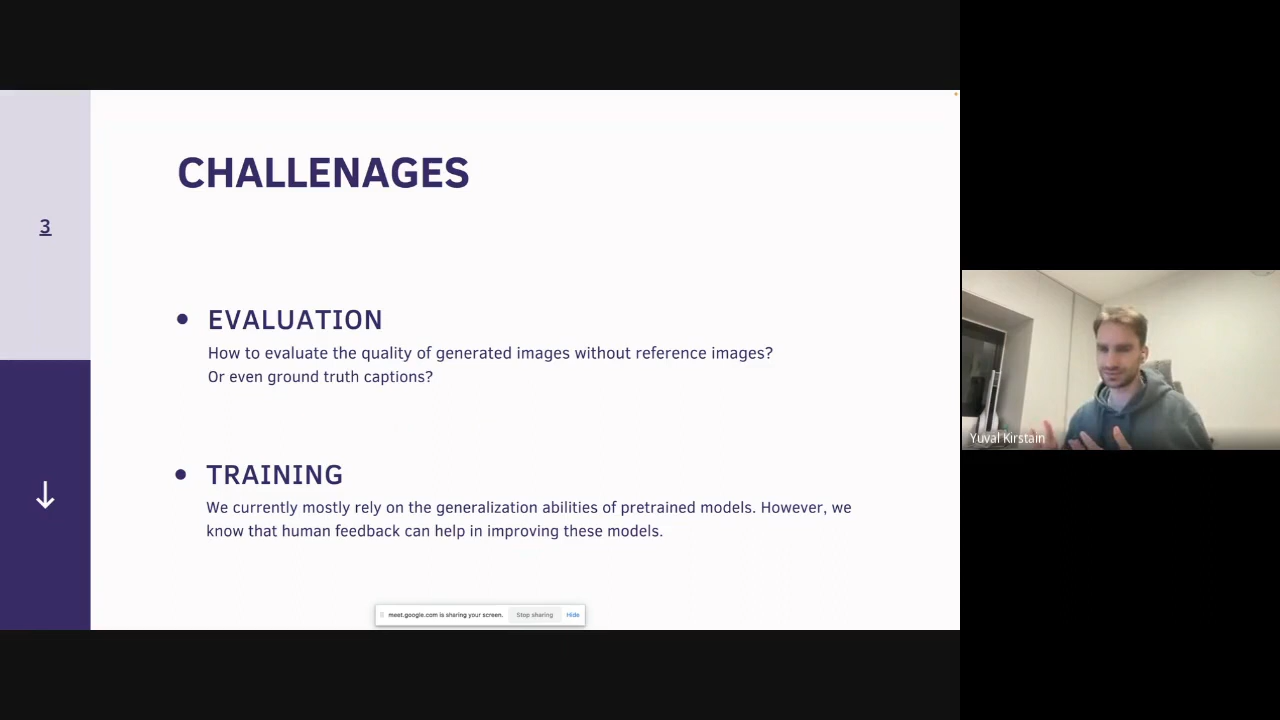 CHALLENAGES
3
EVALUATION
How to evaluate the quality of generated images without reference images?
Or even ground truth captions?
TRAINING
We currently mostly rely on the generalization abilities of pretrained models. However, we
know that human feedback can help in improving these models.
meet.google.com is sharing your screen. Stop sharing Hide
Yuval Kirstain